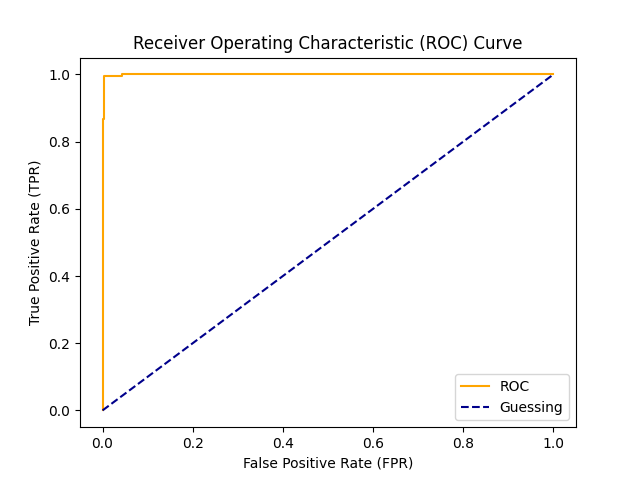 Receiver Operating Characteristic (ROC) Curve
1.0
0.8
0.6
0.4
0.2
0.0
True Positive Rate (TPR)
ROC
Guessing
0.0 0.2 0.4 0.6 0.8 1.0
False Positive Rate (FPR)